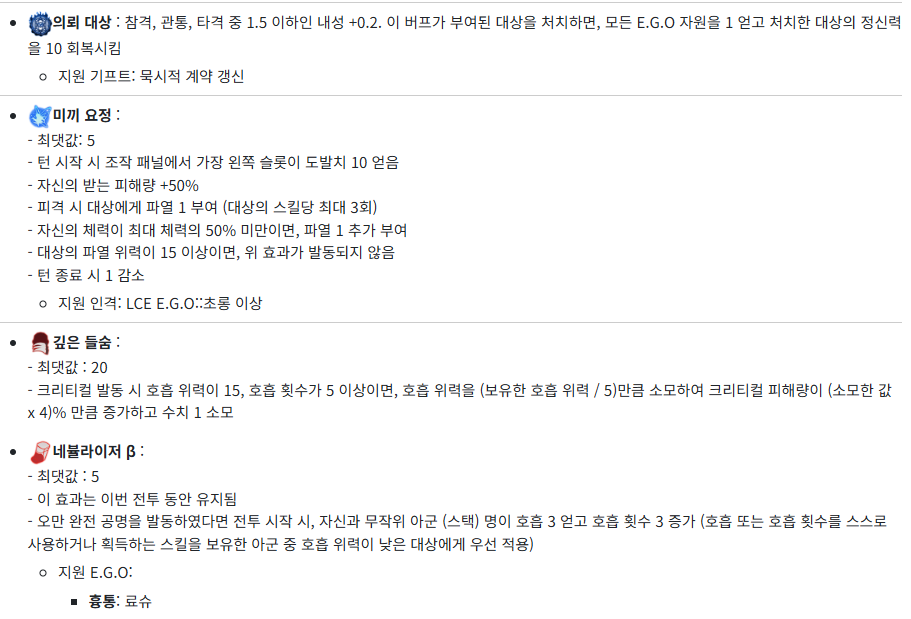 의뢰 대상 : 참격, 관통, 타격 중 1.5 이하인 내성 +0.2. 이 버프가 부여된 대상을 처치하면, 모든 E.G.O 자원을 1 얻고 처치한 대상의 정신력
을 10 회복시킴
지원 기프트: 묵시적 계약 갱신
미끼 요정 :
- 최댓값: 5
- 턴 시작 시 조작 패널에서 가장 왼쪽 슬롯이 도발치 10 얻음
- 자신의 받는 피해량 +50%
- 피격 시 대상에게 파열 1 부여 (대상의 스킬당 최대 3회)
- 자신의 체력이 최대 체력의 50% 미만이면, 파열 1 추가 부여
- 대상의 파열 위력이 15 이상이면, 위 효과가 발동되지 않음
- 턴 종료 시 1 감소
지원 인격: LCE E.G.O::초롱 이상
깊은 들숨 :
- 최댓값 : 20
- 크리티컬 발동 시 호흡 위력이 15, 호흡 횟수가 5 이상이면, 호흡 위력을 (보유한 호흡 위력 / 5)만큼 소모하여 크리티컬 피해량이 (소모한 값
x 4)% 만큼 증가하고 수치 1 소모
네뷸라이저 β :
- 최댓값 : 5
- 이 효과는 이번 전투 동안 유지됨
- 오만 완전 공명을 발동하였다면 전투 시작 시, 자신과 무작위 아군 (스택) 명이 호흡 3 얻고 호흡 횟수 3 증가 (호흡 또는 호흡 횟수를 스스로
사용하거나 획득하는 스킬을 보유한 아군 중 호흡 위력이 낮은 대상에게 우선 적용)
지원 E.G.O:
흉통: 료슈